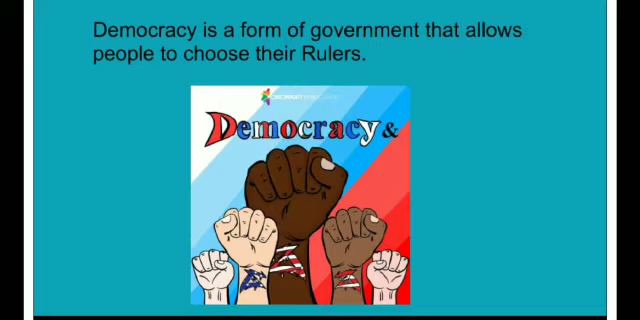 Democracy is a form of government that allows
people to choose their Rulers.
Democracy &